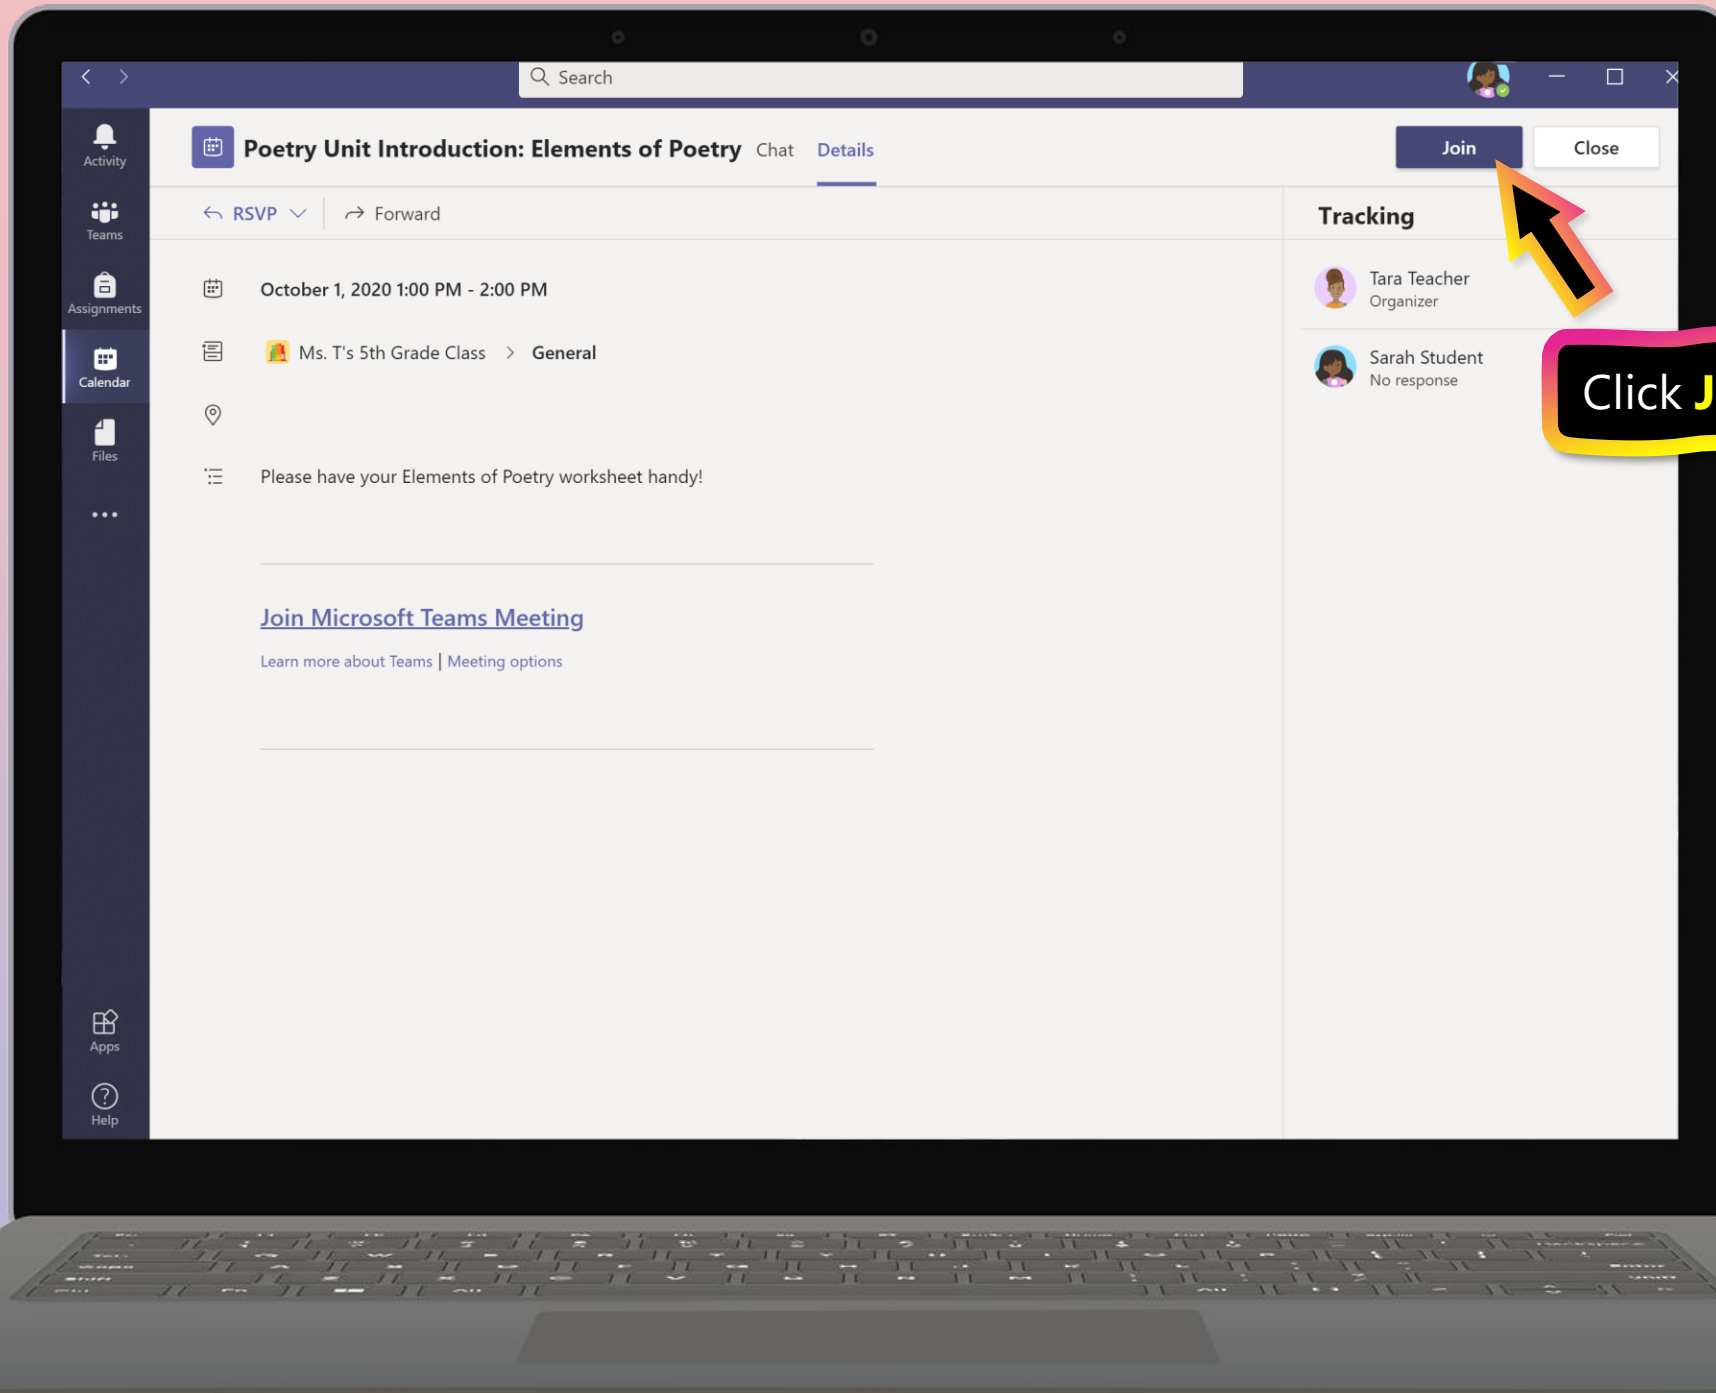 Search
Activity
Teams
Assignments
Calendar
Files
Apps
Help
Poetry Unit Introduction: Elements of Poetry Chat Details
Join Close
RSVP Forward
October 1, 2020 1:00 PM - 2:00 PM
Ms. T's 5th Grade Class > General
Please have your Elements of Poetry worksheet handy!
Join Microsoft Teams Meeting
Learn more about Teams | Meeting options
Tracking
Tara Teacher
Organizer
Sarah Student
No response
Click